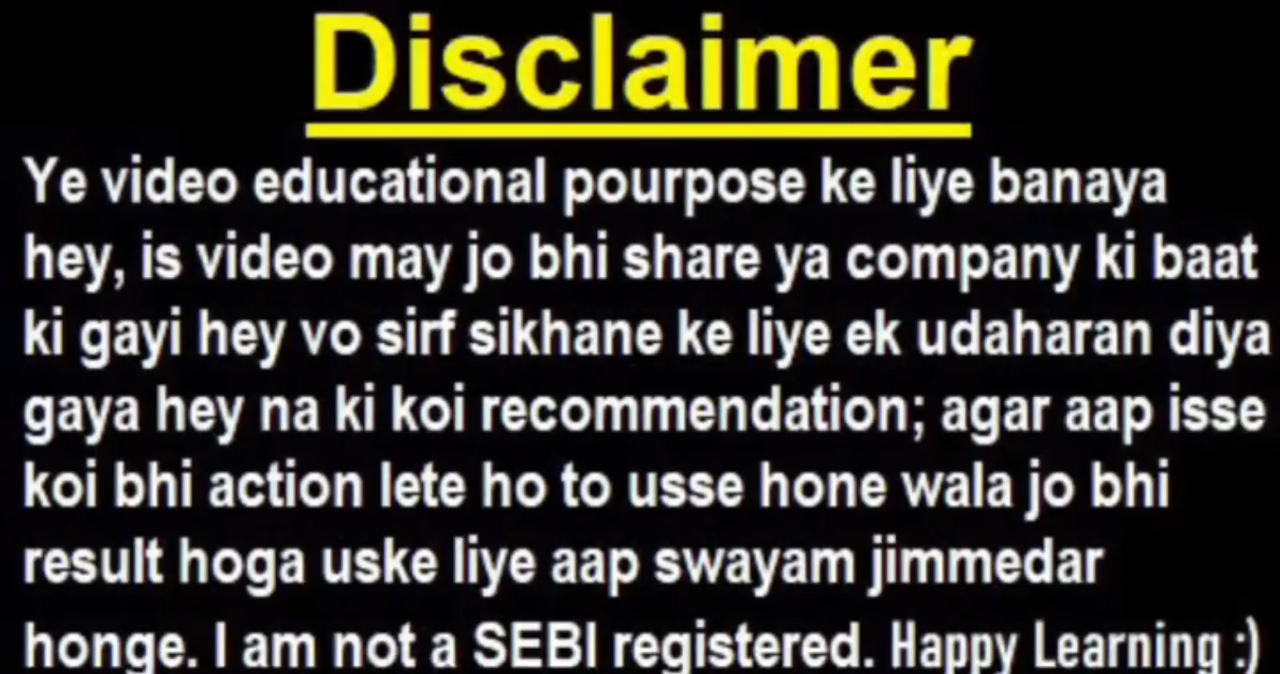 Disclaimer
Ye video educational pourpose ke liye banaya
hey, is video may jo bhi share ya company ki baat
ki gayi hey vo sirf sikhane ke liye ek udaharan diya
gaya hey na ki koi recommendation; agar aap isse
koi bhi action lete ho to usse hone wala jo bhi
result hoga uske liye aap swayam jimmedar
honge. I am not a SEBI registered. Happy Learning :)